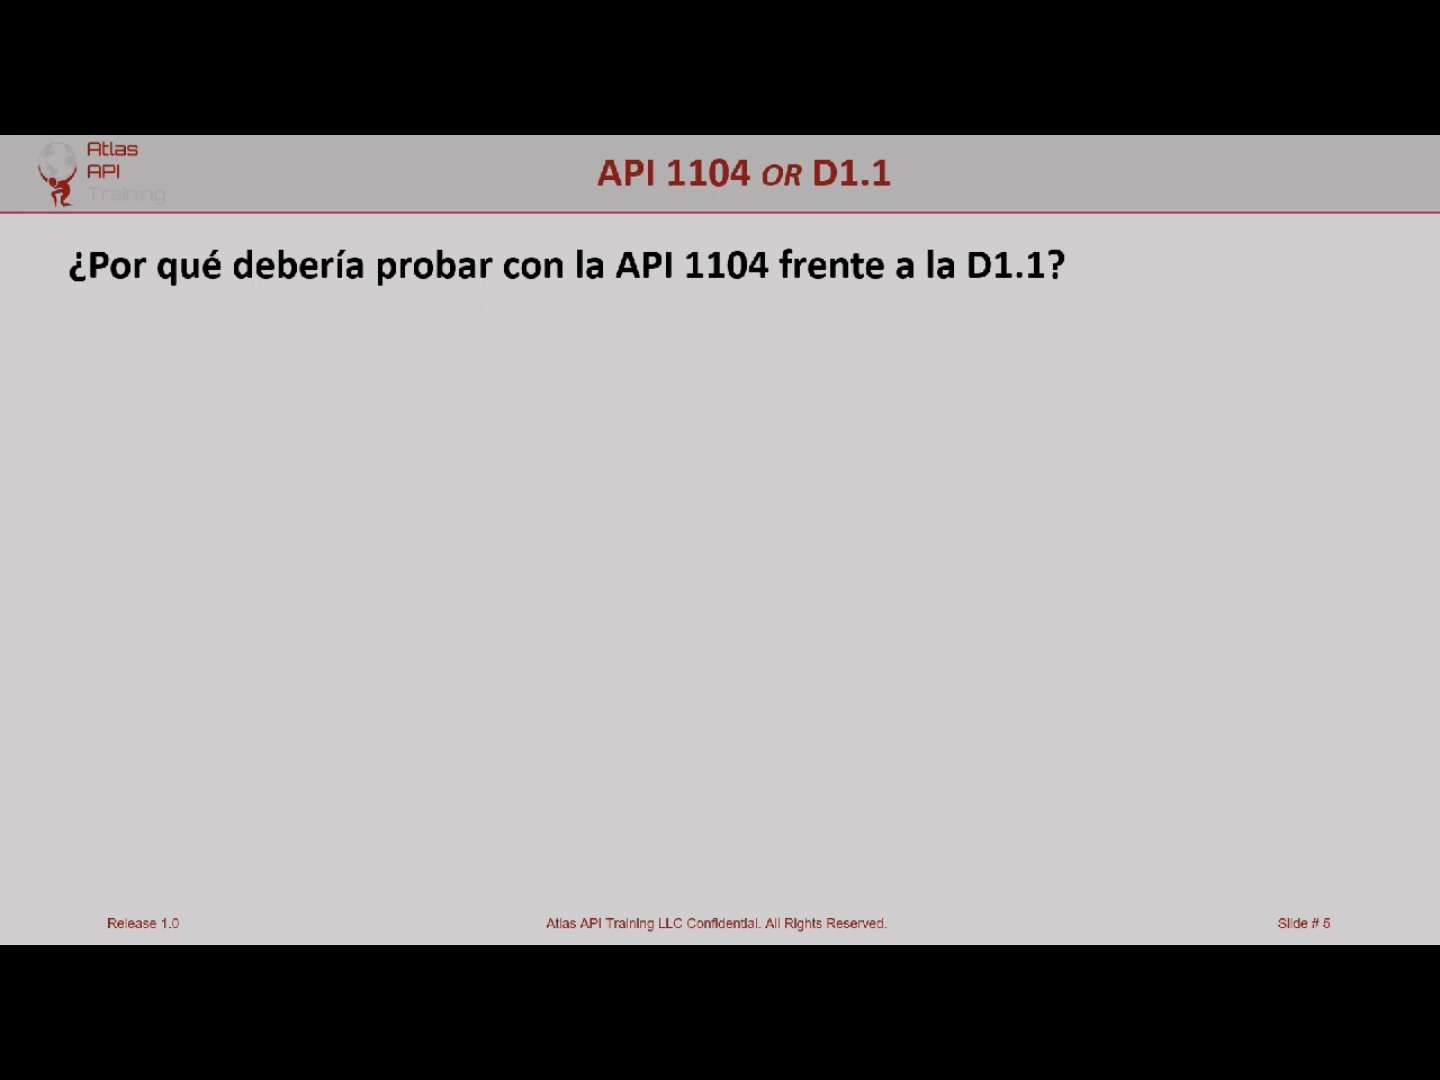 Atlas
API
Training
API 1104 OR D1.1
¿Por qué debería probar con la API 1104 frente a la D1.1?
Release 1.0
Atlas API Training LLC Confidential. All Rights Reserved.
Slide # 5